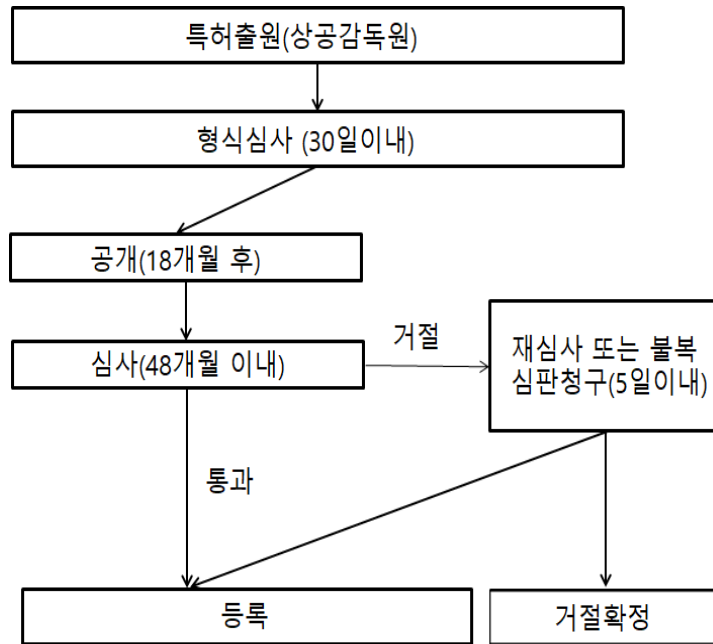 특허출원(상공감독원)
형식심사 (30일이내)
공개(18개월 후)
심사(48개월 이내)
거절
재심사 또는 불복
심판청구(5일이내)
통과
등록
거절확정